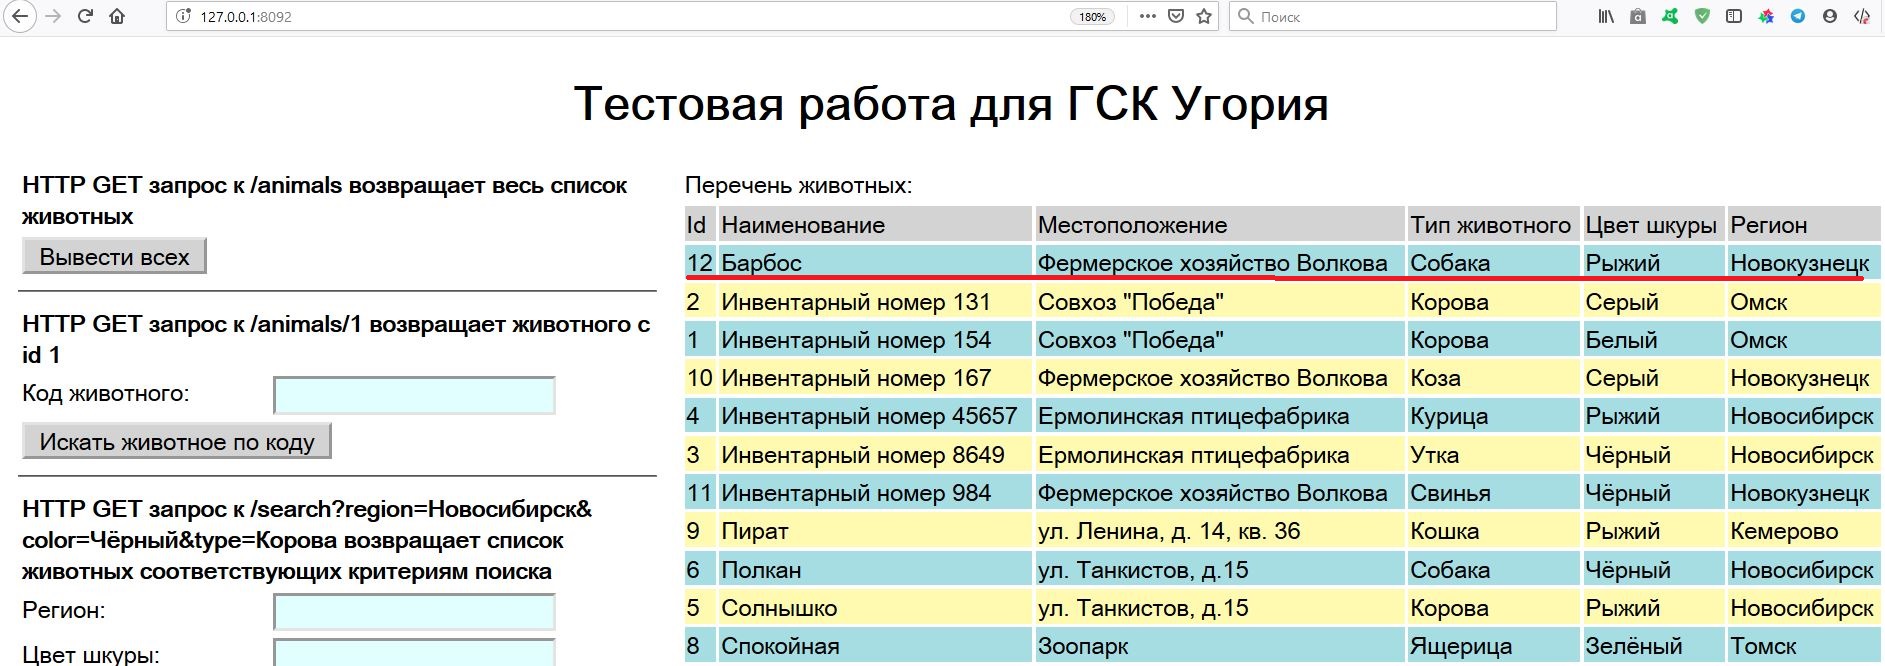 127.0.0.1:8092
180%
Поиск
Тестовая работа для ГСК Угория
HTTP GET запрос к /animals возвращает весь список
животных
Вывести всех
HTTP GET запрос к /animals/1 возвращает животного с
id 1
Код животного:
Искать животное по коду
HTTP GET запрос к /search?region=Новосибирск&
color=Чёрный&type=Корова возвращает список
животных соответствующих критериям поиска
Регион:
Цвет шкуры:
Перечень животных:
Id Наименование Местоположение Тип животного Цвет шкуры Регион
12 Барбос Фермерское хозяйство Волкова Собака Рыжий Новокузнецк
2 Инвентарный номер 131 Совхоз "Победа" Корова Серый Омск
1 Инвентарный номер 154 Совхоз "Победа" Корова Белый Омск
10 Инвентарный номер 167 Фермерское хозяйство Волкова Коза Серый Новокузнецк
4 Инвентарный номер 45657 Ермолинская птицефабрика Курица Рыжий Новосибирск
3 Инвентарный номер 8649 Ермолинская птицефабрика Утка Чёрный Новосибирск
11 Инвентарный номер 984 Фермерское хозяйство Волкова Свинья Чёрный Новокузнецк
9 Пират ул. Ленина, д. 14, кв. 36 Кошка Рыжий Кемерово
6 Полкан ул. Танкистов, д.15 Собака Чёрный Новосибирск
5 Солнышко ул. Танкистов, д.15 Корова Рыжий Новосибирск
8 Спокойная Зоопарк Ящерица Зелёный Томск